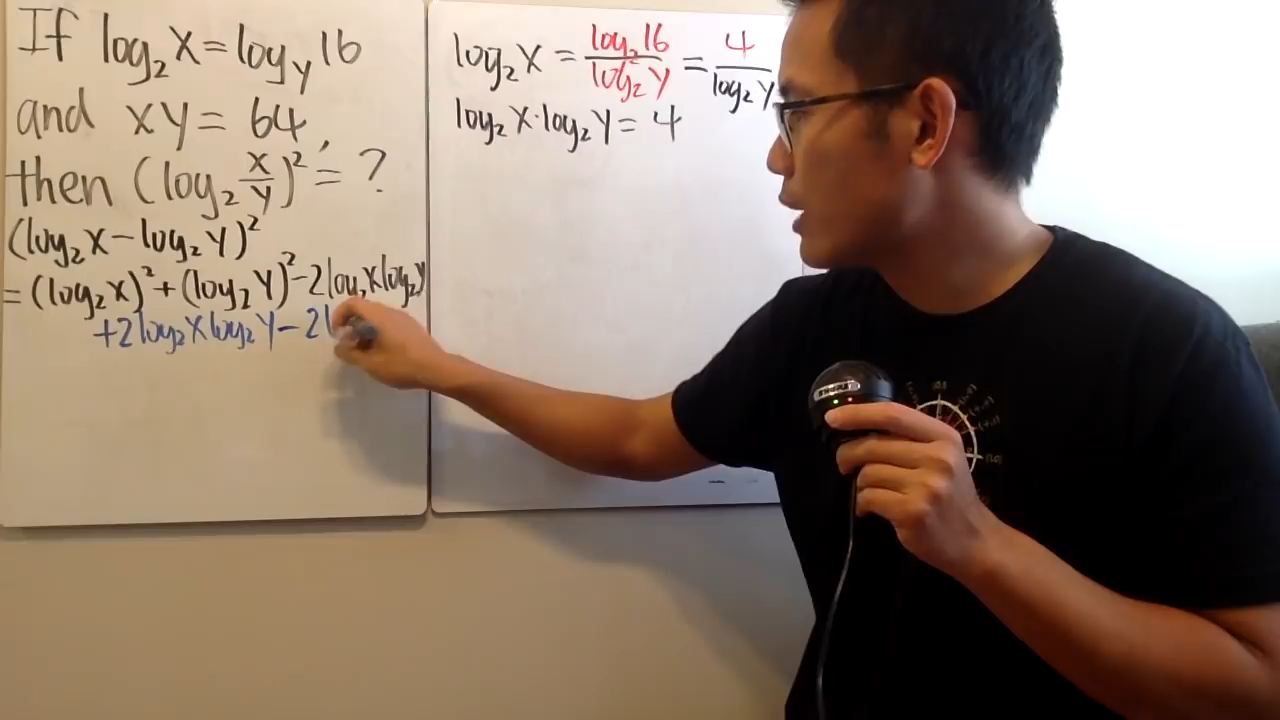 If log₂ X = log_Y 16
and XY = 64,
then (log₂ X/Y)² = ?
(log₂ X − log₂ Y)²
= (log₂ X)² + (log₂ Y)² − 2 log₂ X log₂ Y
+ 2 log₂ X log₂ Y − 2
log₂ X = log₂ 16 / log₂ Y = 4 / log₂ Y
log₂ X · log₂ Y = 4